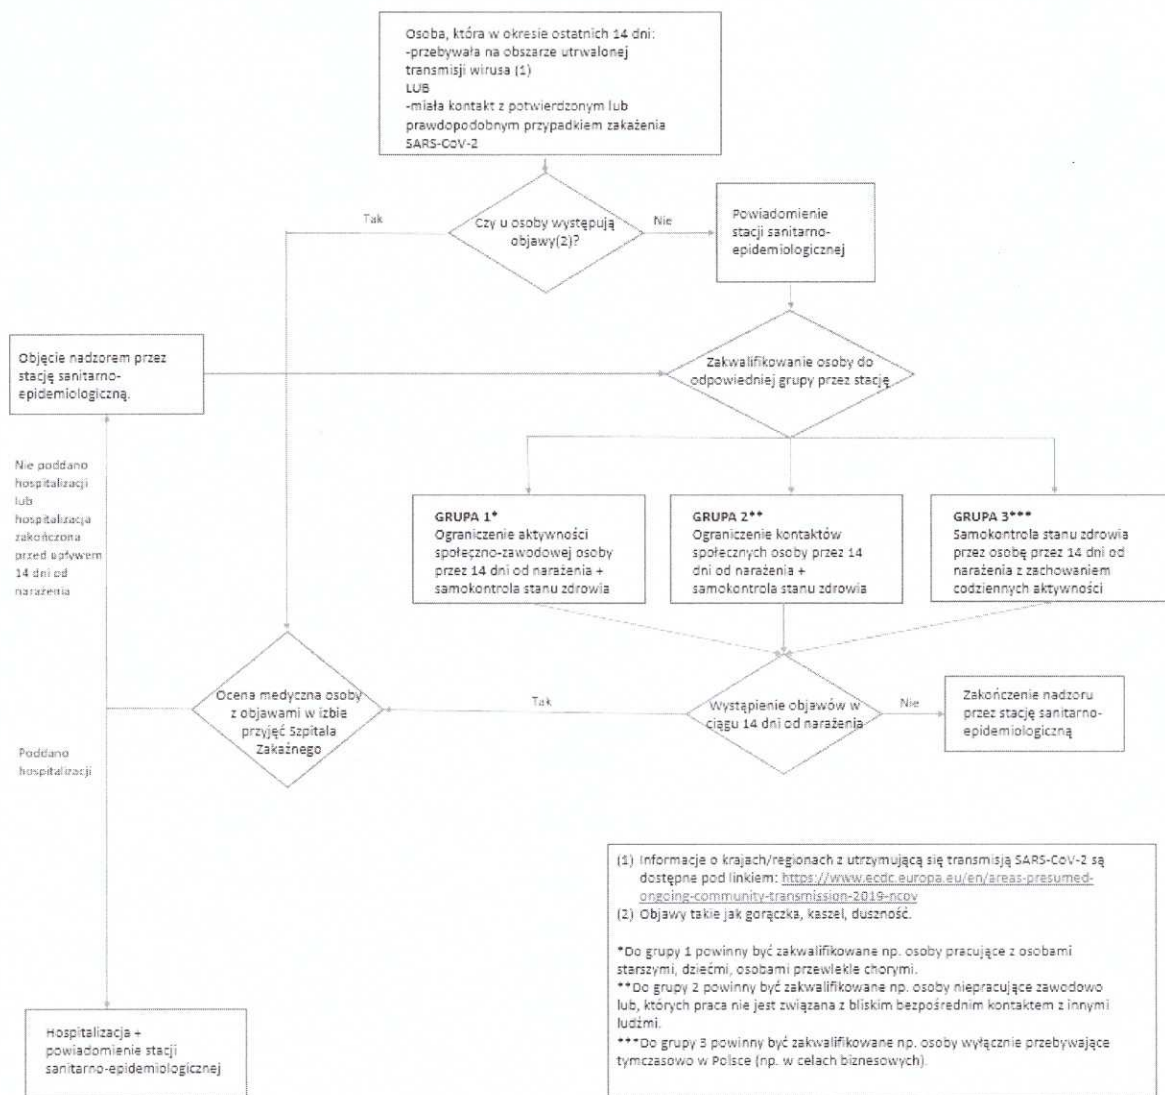 Osoba, która w okresie ostatnich 14 dni:
-przebywała na obszarze utrwalonej
transmisji wirusa (1)
LUB
-miała kontakt z potwierdzonym lub
prawdopodobnym przypadkiem zakażenia
SARS-CoV-2
Tak
Czy u osoby występują
objawy(2)?
Nie
Powiadomienie
stacji sanitarno-
epidemiologicznej
Objęcie nadzorem przez
stację sanitarno-
epidemiologiczną.
Zakwalifikowanie osoby do
odpowiedniej grupy przez stację
Nie poddano
hospitalizacji
lub
hospitalizacja
zakończona
przed upływem
14 dni od
narażenia
GRUPA 1*
Ograniczenie aktywności
społeczno-zawodowej osoby
przez 14 dni od narażenia +
samokontrola stanu zdrowia
GRUPA 2**
Ograniczenie kontaktów
społecznych osoby przez 14
dni od narażenia +
samokontrola stanu zdrowia
GRUPA 3***
Samokontrola stanu zdrowia
przez osobę przez 14 dni od
narażenia z zachowaniem
codziennych aktywności
Ocena medyczna osoby
z objawami w izbie
przyjęć Szpitala
Zakaźnego
Tak
Wystąpienie objawów w
ciągu 14 dni od narażenia
Nie
Zakończenie nadzoru
przez stację sanitarno-
epidemiologiczną
Poddano
hospitalizacji
Hospitalizacja +
powiadomienie stacji
sanitarno-epidemiologicznej
(1) Informacje o krajach/regionach z utrzymującą się transmisją SARS-CoV-2 są
dostępne pod linkiem: https://www.ecdc.europa.eu/en/areas-presumed-
ongoing-community-transmission-2019-ncov
(2) Objawy takie jak gorączka, kaszel, duszność.
*Do grupy 1 powinny być zakwalifikowane np. osoby pracujące z osobami
starszymi, dziećmi, osobami przewlekle chorymi.
**Do grupy 2 powinny być zakwalifikowane np. osoby niepracujące zawodowo
lub, których praca nie jest związana z bliskim bezpośrednim kontaktem z innymi
ludźmi.
***Do grupy 3 powinny być zakwalifikowane np. osoby wyłącznie przebywające
tymczasowo w Polsce (np. w celach biznesowych).